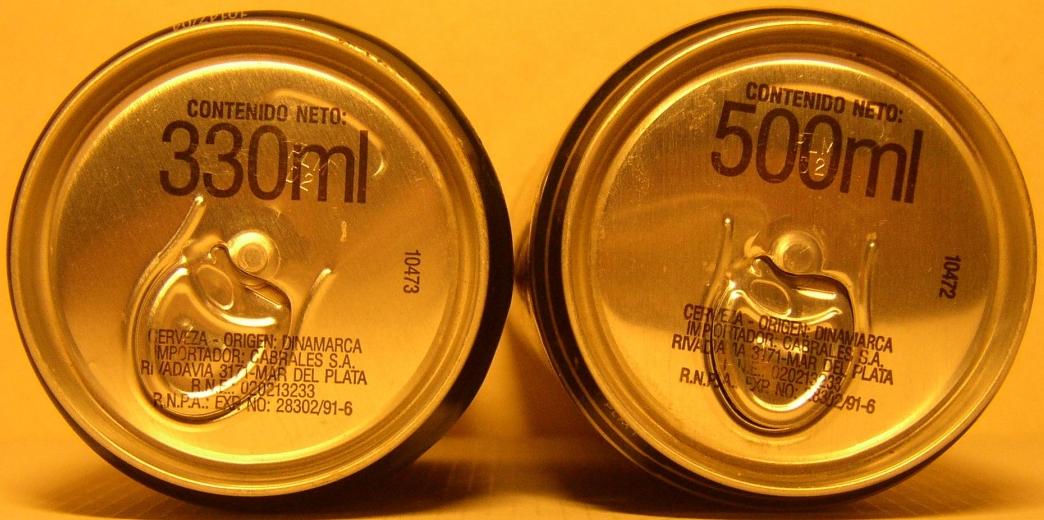 CONTENIDO NETO:
330ml
10473
CERVEZA - ORIGEN: DINAMARCA
IMPORTADOR: CABRALES S.A.
RIVADAVIA 3171-MAR DEL PLATA
R.N.E.: 020213233
R.N.P.A.: EXP. NO: 28302/91-6
CONTENIDO NETO:
500ml
10472
CERVEZA - ORIGEN: DINAMARCA
IMPORTADOR: CABRALES S.A.
RIVADAVIA 3171-MAR DEL PLATA
R.N.E.: 020213233
R.N.P.A.: EXP. NO: 28302/91-6